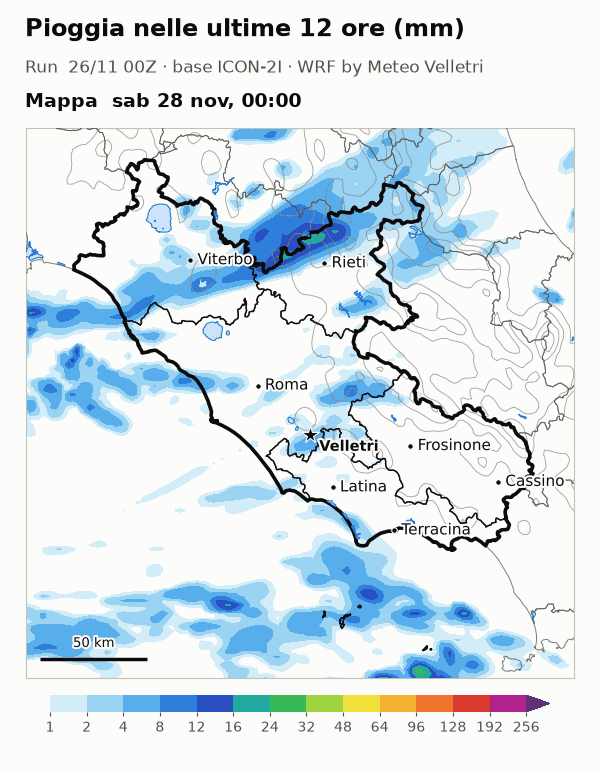 Pioggia nelle ultime 12 ore (mm)
Run 26/11 00Z · base ICON-2I · WRF by Meteo Velletri
Mappa sab 28 nov, 00:00
Viterbo
Rieti
Roma
Velletri
Frosinone
Cassino
Latina
Terracina
50 km
1 2 4 8 12 16 24 32 48 64 96 128 192 256